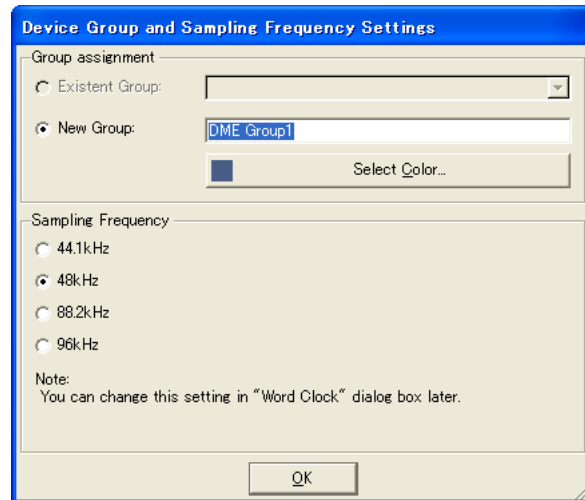 Device Group and Sampling Frequency Settings
Group assignment
Existent Group:
New Group: DME Group1
Select Color...
Sampling Frequency
44.1kHz
48kHz
88.2kHz
96kHz
Note:
You can change this setting in "Word Clock" dialog box later.
OK